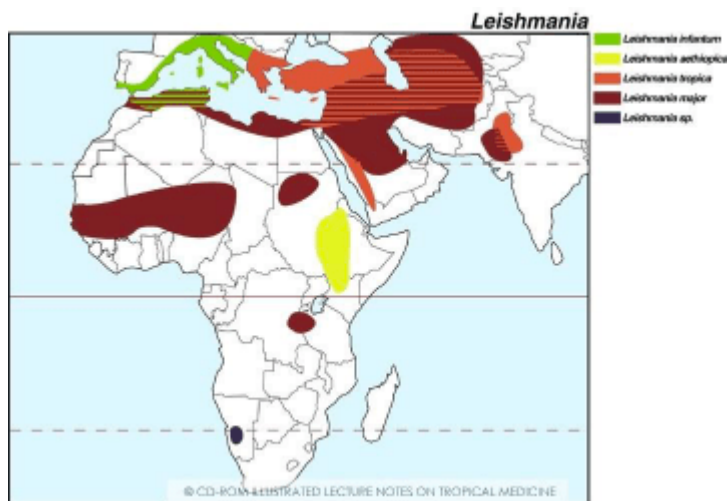 Leishmania
Leishmania infantum
Leishmania aethiopica
Leishmania tropica
Leishmania major
Leishmania sp.
© CD-ROM ILLUSTRATED LECTURE NOTES ON TROPICAL MEDICINE